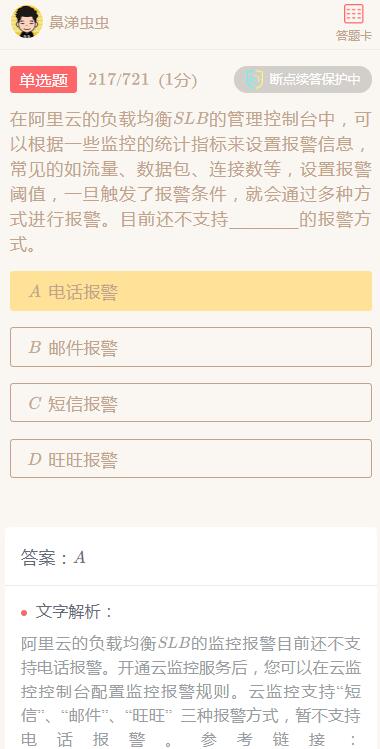 鼻涕虫虫
答题卡
单选题 217/721 (1分) 断点续答保护中
在阿里云的负载均衡SLB的管理控制台中，可
以根据一些监控的统计指标来设置报警信息，
常见的如流量、数据包、连接数等，设置报警
阈值，一旦触发了报警条件，就会通过多种方
式进行报警。目前还不支持________的报警方
式。
A 电话报警
B 邮件报警
C 短信报警
D 旺旺报警
答案：A
文字解析：
阿里云的负载均衡SLB的监控报警目前还不支
持电话报警。开通云监控服务后，您可以在云监
控控制台配置监控报警规则。云监控支持“短
信”、“邮件”、“旺旺” 三种报警方式，暂不支持
电话报警。参考链接：